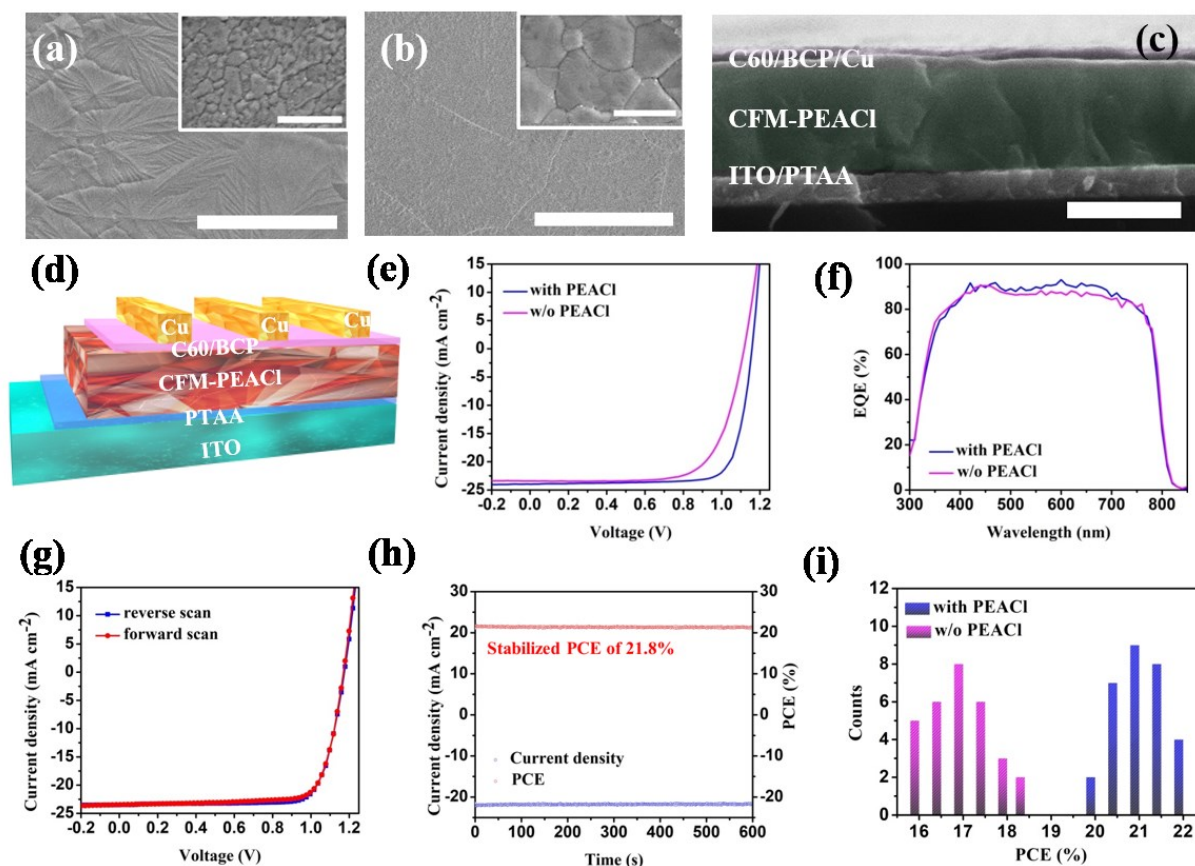 (a)
(b)
(c)
C60/BCP/Cu
CFM-PEACl
ITO/PTAA
(d)
Cu Cu Cu
C60/BCP
CFM-PEACl
PTAA
ITO
(e)
15
10
5
0
-5
-10
-15
-20
-25
-0.2 0.0 0.2 0.4 0.6 0.8 1.0 1.2
Current density (mA cm⁻²)
Voltage (V)
with PEACl
w/o PEACl
(f)
100
80
60
40
20
0
300 400 500 600 700 800
EQE (%)
Wavelength (nm)
with PEACl
w/o PEACl
(g)
15
10
5
0
-5
-10
-15
-20
-25
-0.2 0.0 0.2 0.4 0.6 0.8 1.0 1.2
Current density (mA cm⁻²)
Voltage (V)
reverse scan
forward scan
(h)
30
20
10
0
-10
-20
30
20
10
0
-10
-20
0 100 200 300 400 500 600
Current density (mA cm⁻²)
PCE (%)
Time (s)
Stabilized PCE of 21.8%
Current density
PCE
(i)
12
10
8
6
4
2
0
16 17 18 19 20 21 22
Counts
PCE (%)
with PEACl
w/o PEACl